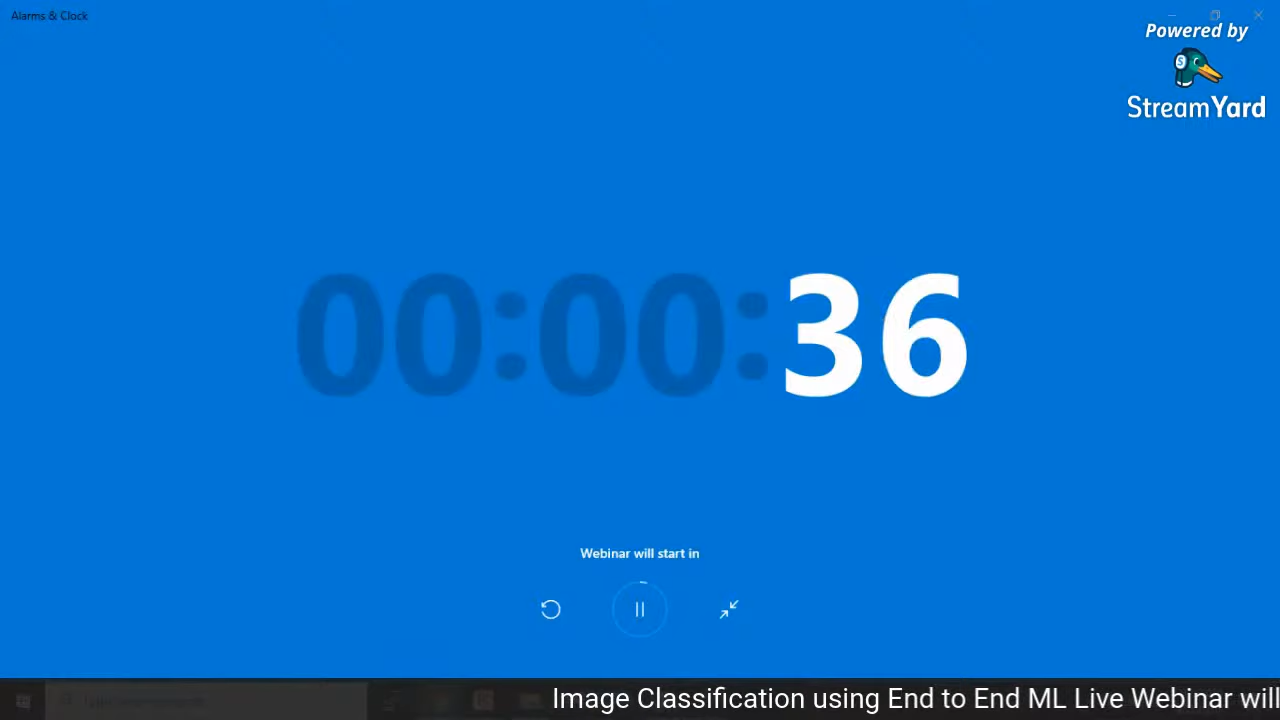 Alarms & Clock
Powered by
S
StreamYard
00:00:36
Webinar will start in
Image Classification using End to End ML Live Webinar will